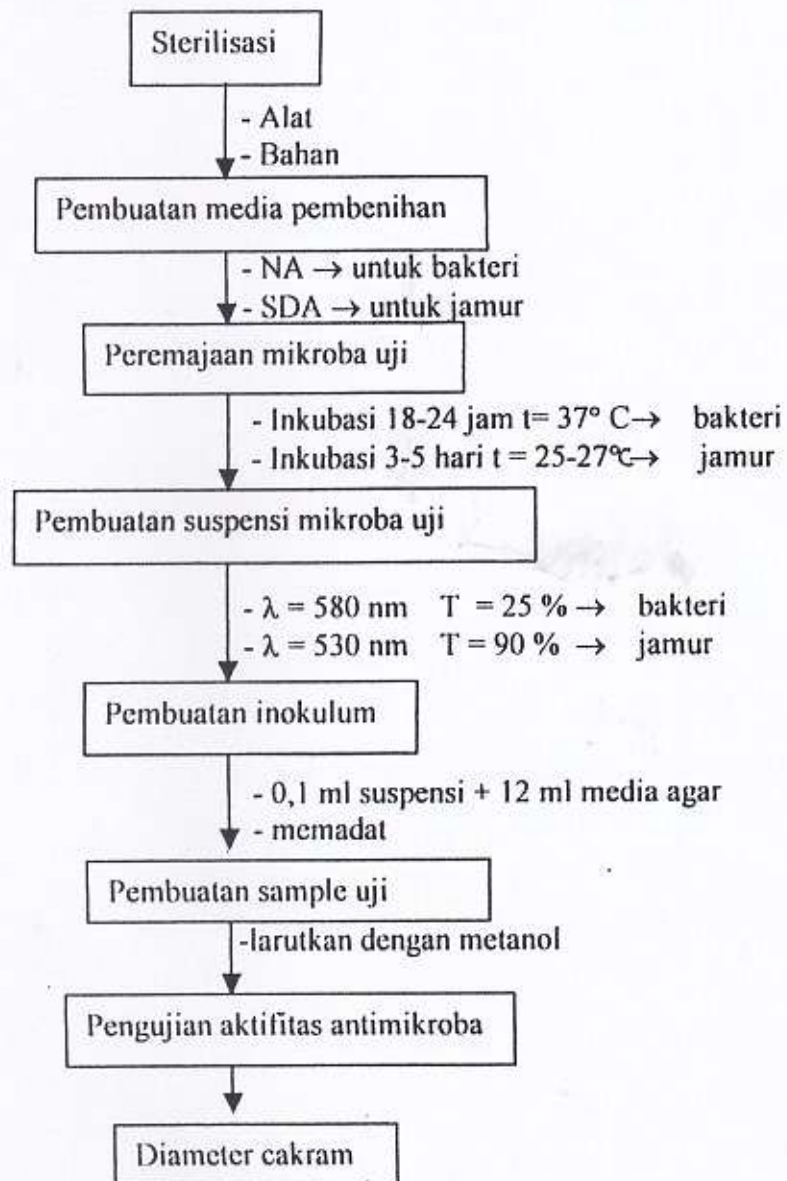 Sterilisasi
- Alat
- Bahan
Pembuatan media pembenihan
- NA → untuk bakteri
- SDA → untuk jamur
Peremajaan mikroba uji
- Inkubasi 18-24 jam t= 37° C→ bakteri
- Inkubasi 3-5 hari t = 25-27℃→ jamur
Pembuatan suspensi mikroba uji
- λ = 580 nm T = 25 % → bakteri
- λ = 530 nm T = 90 % → jamur
Pembuatan inokulum
- 0,1 ml suspensi + 12 ml media agar
- memadat
Pembuatan sample uji
-larutkan dengan metanol
Pengujian aktifitas antimikroba
Diameter cakram